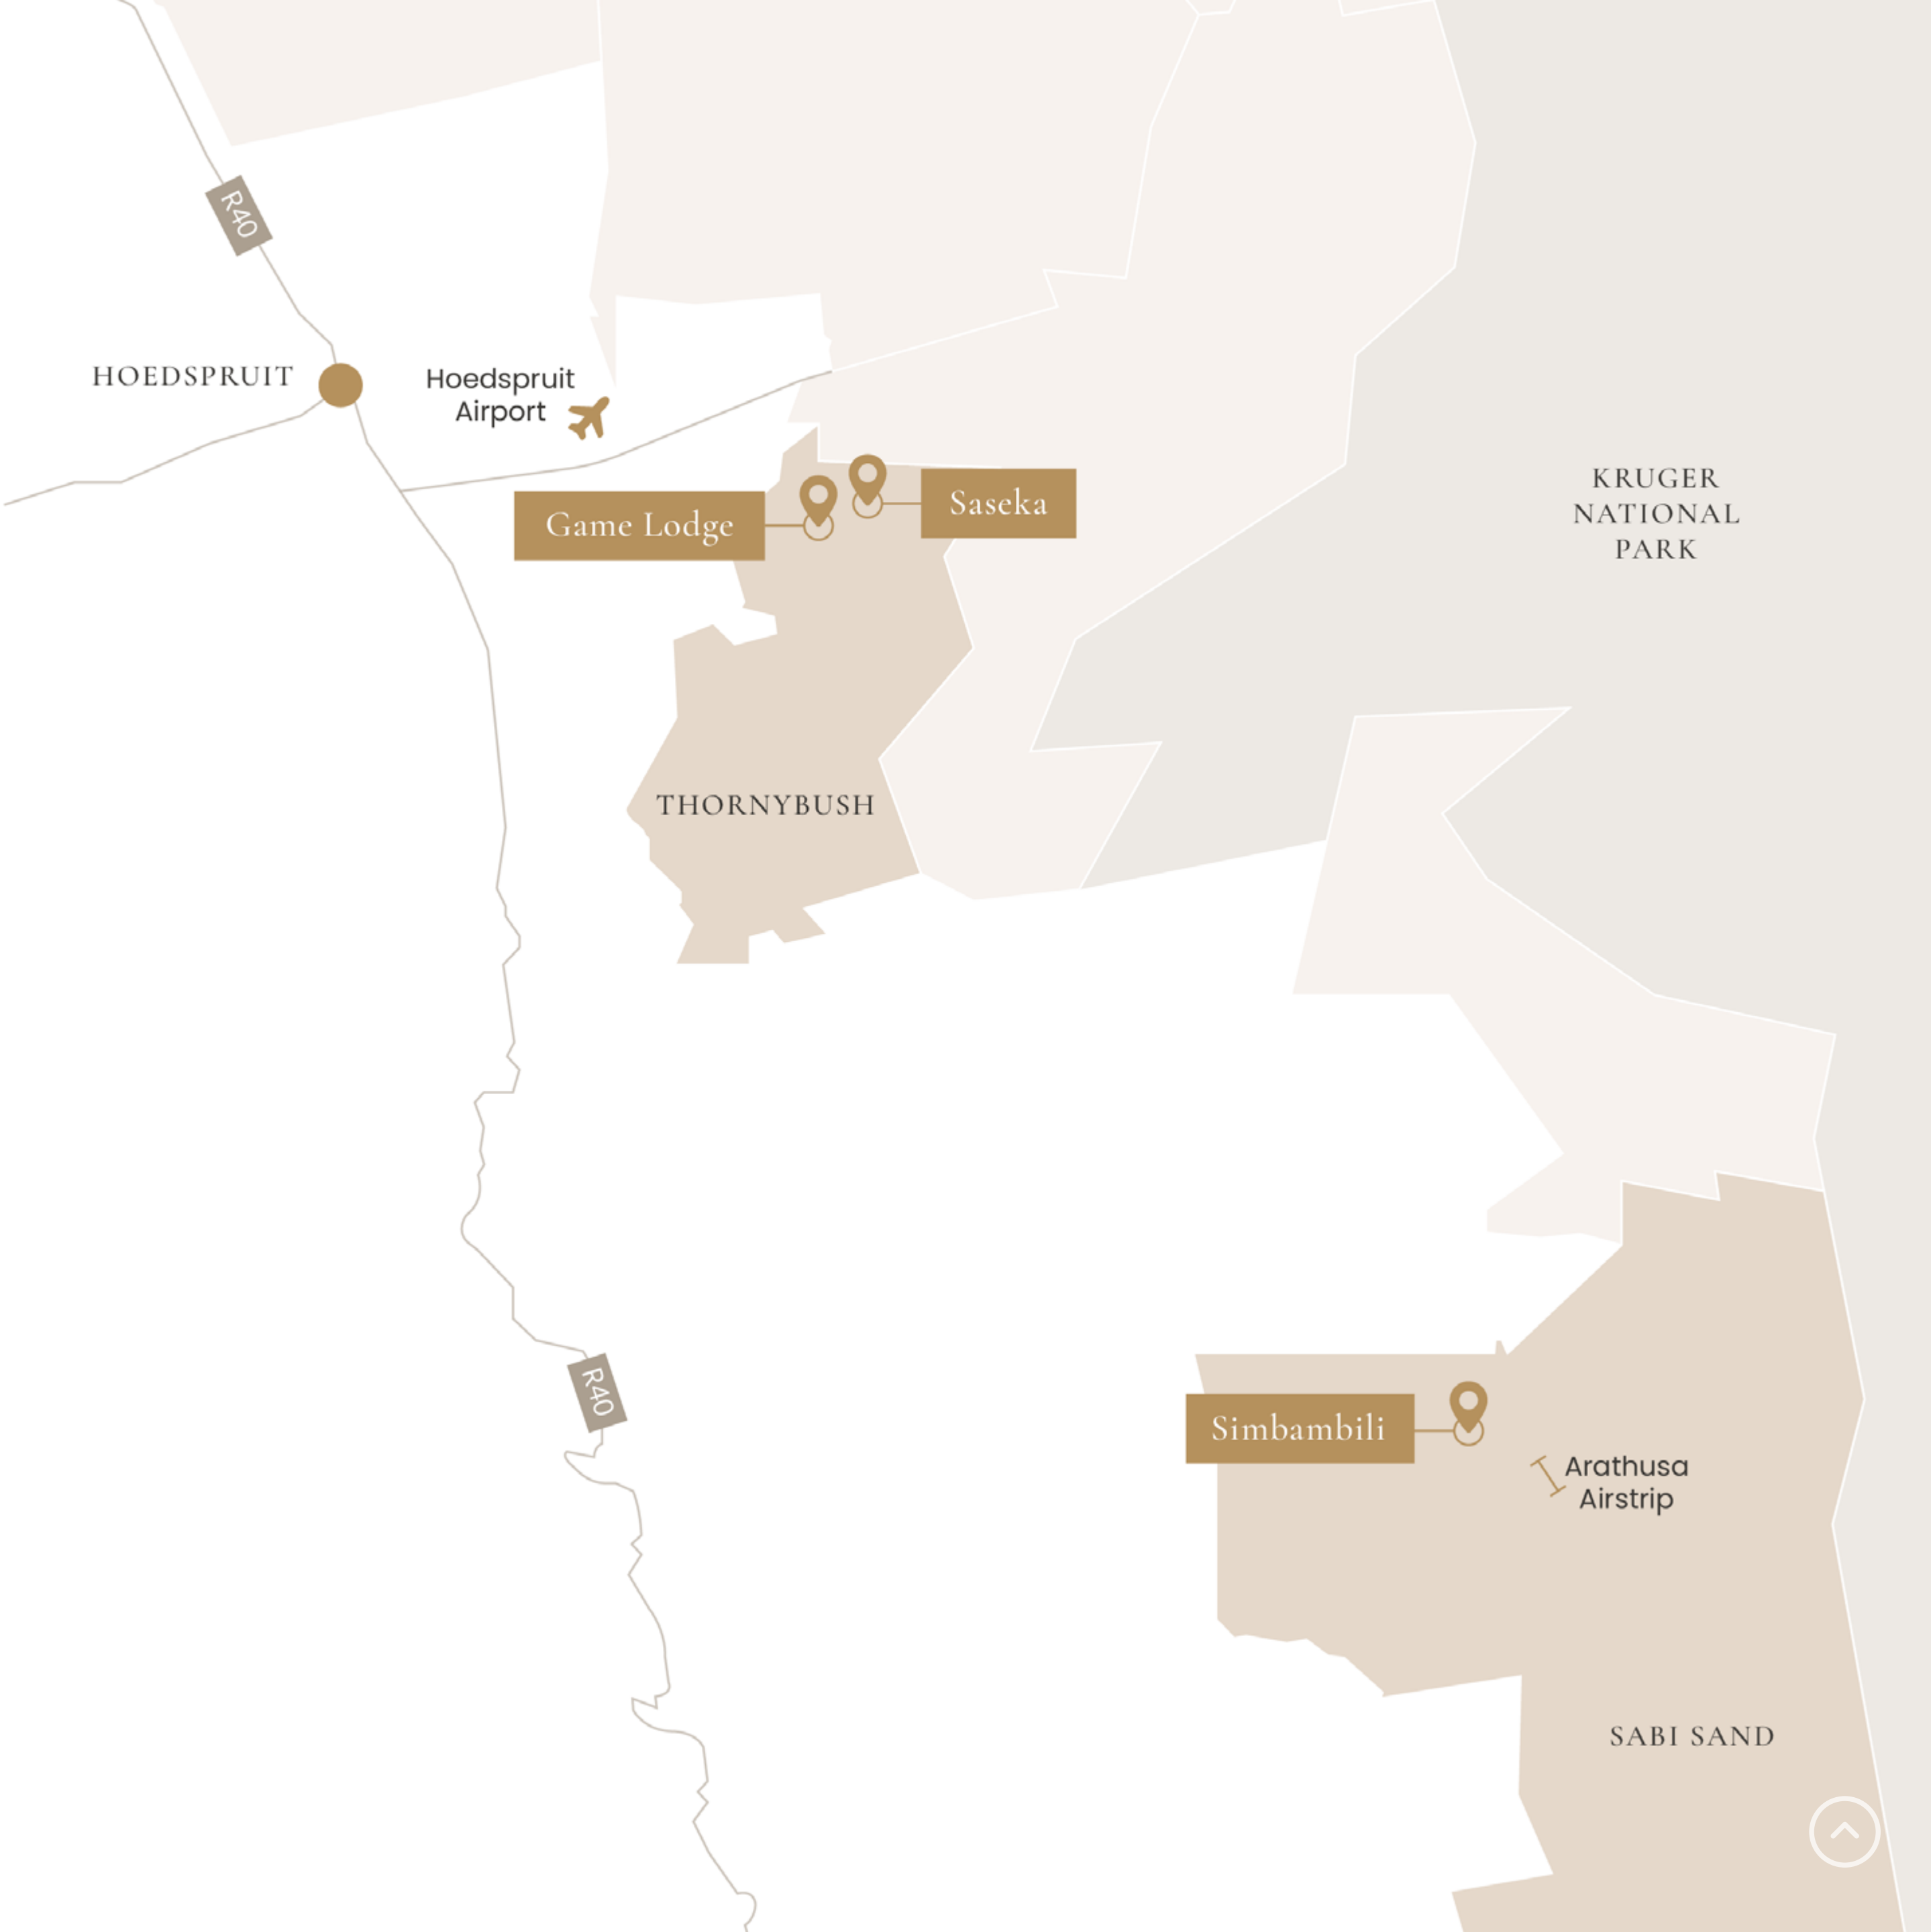 R40
HOEDSPRUIT
Hoedspruit
Airport
Saseka
Game Lodge
KRUGER
NATIONAL
PARK
THORNYBUSH
R40
Simbambili
Arathusa
Airstrip
SABI SAND